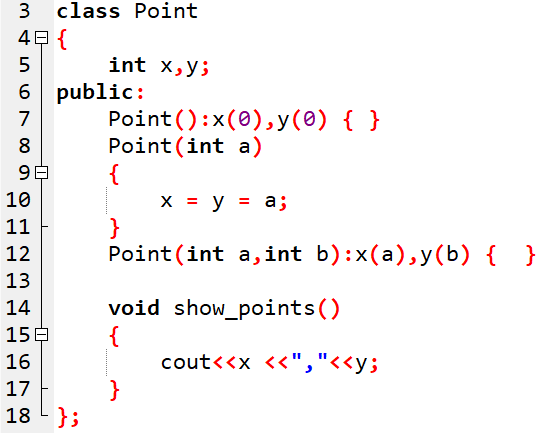 3 class Point
4 {
5 int x,y;
6 public:
7 Point():x(0),y(0) { }
8 Point(int a)
9 {
10 x = y = a;
11 }
12 Point(int a,int b):x(a),y(b) {  }
13
14 void show_points()
15 {
16 cout<<x <<","<<y;
17 }
18 };